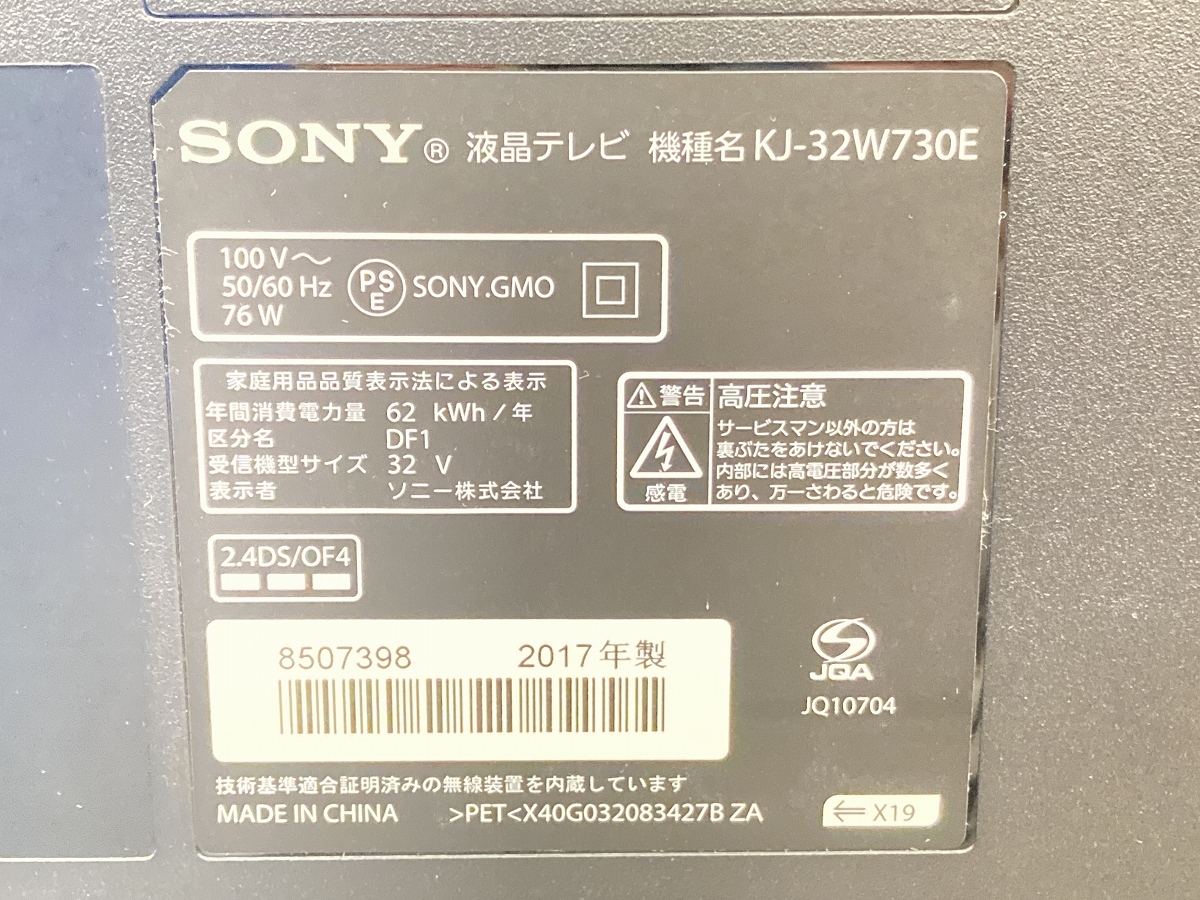 SONY® 液晶テレビ 機種名 KJ-32W730E
100 V〜
50/60 Hz
76 W
PS
E
SONY.GMO
家庭用品品質表示法による表示
年間消費電力量 62 kWh / 年
区分名 DF1
受信機型サイズ 32 V
表示者 ソニー株式会社
警告 高圧注意
感電
サービスマン以外の方は
裏ぶたをあけないでください。
内部には高電圧部分が数多く
あり、万一さわると危険です。
2.4DS/OF4
8507398 2017年製
JQA
JQ10704
技術基準適合証明済みの無線装置を内蔵しています
MADE IN CHINA >PET<X40G032083427B ZA
⇐ X19